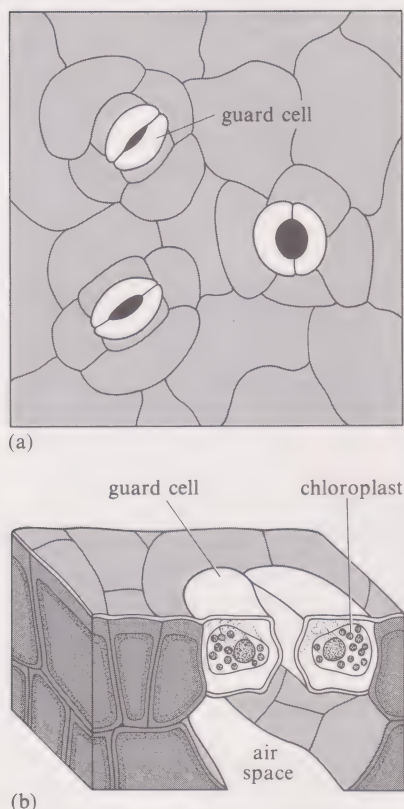 guard cell
(a)
guard cell chloroplast
air
space
(b)